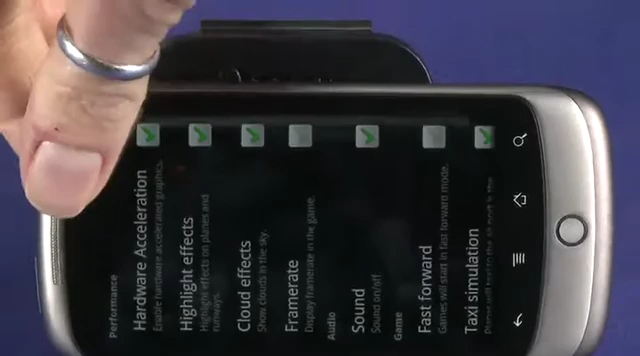 Performance
Hardware Acceleration
Enable hardware accelerated graphics.
Highlight effects
Highlight effects on planes and
runways.
Cloud effects
Show clouds in the sky.
Framerate
Display framerate in the game.
Audio
Sound
Sound on/off
Game
Fast forward
Games will start in fast-forward mode.
Taxi simulation